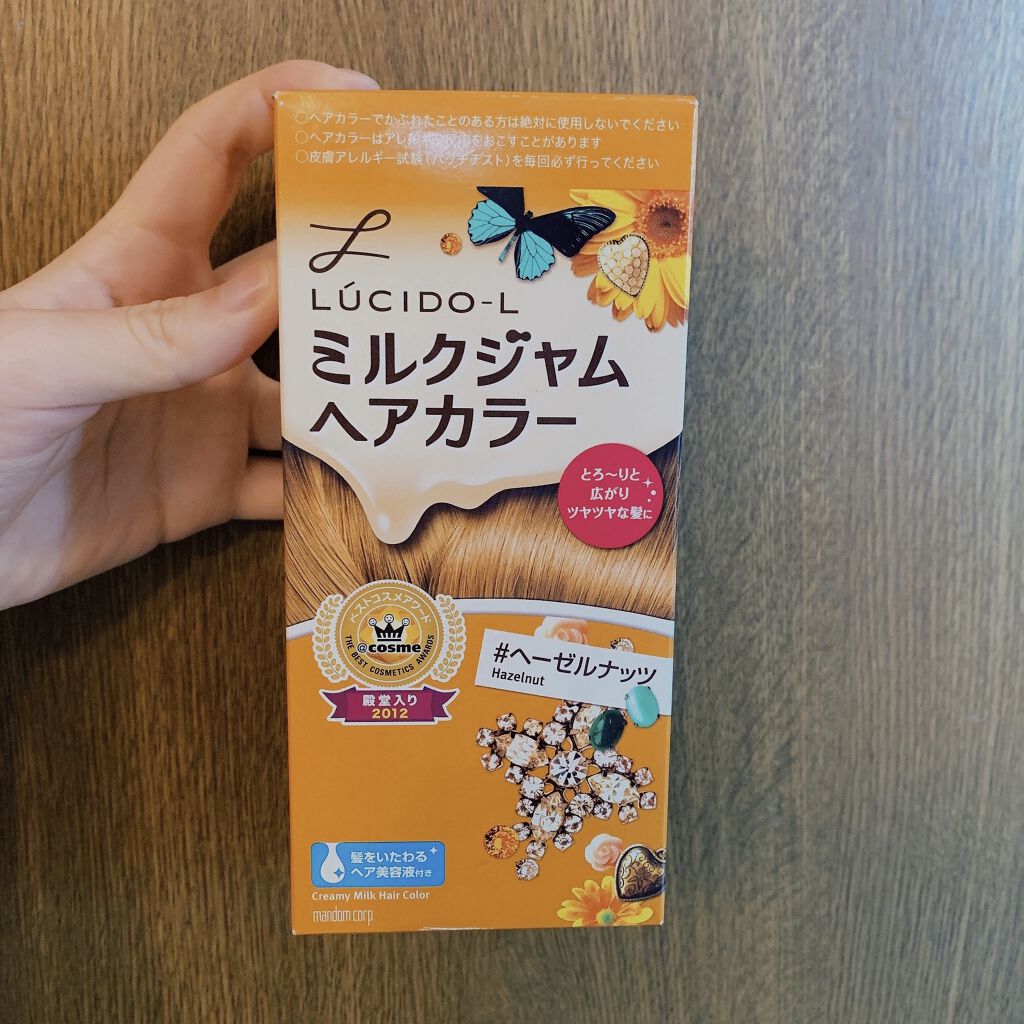 ○ヘアカラーでかぶれたことのある方は絶対に使用しないでください
○ヘアカラーはアレルギー反応をおこすことがあります
○皮膚アレルギー試験(パッチテスト)を毎回必ず行ってください
LÚCIDO-L
ミルクジャム
ヘアカラー
とろ〜りと
広がり
ツヤツヤな髪に
ベストコスメアワード
@cosme
THE BEST COSMETICS AWARDS
殿堂入り
2012
#ヘーゼルナッツ
Hazelnut
髪をいたわる
ヘア美容液付き
Creamy Milk Hair Color
mandom corp.